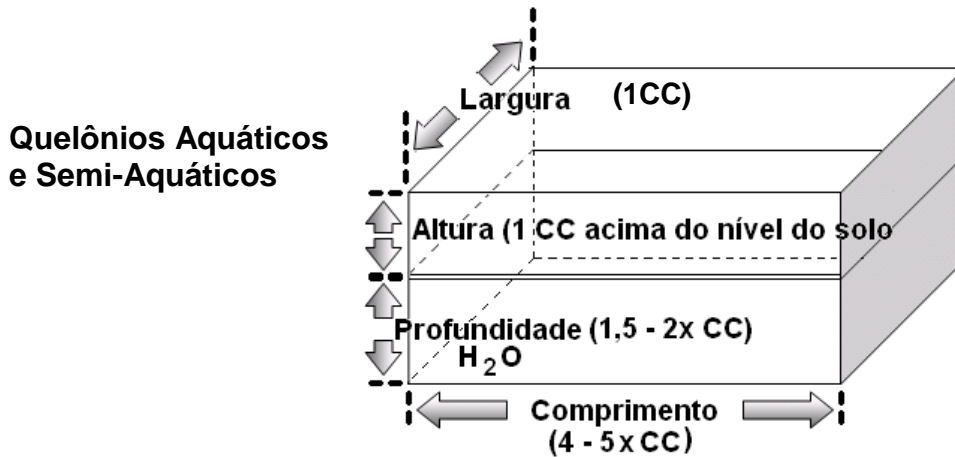 Quelônios Aquáticos
e Semi-Aquáticos
Largura (1CC)
Altura (1 CC acima do nível do solo
Profundidade (1,5 - 2x CC)
H₂O
Comprimento
(4 - 5x CC)